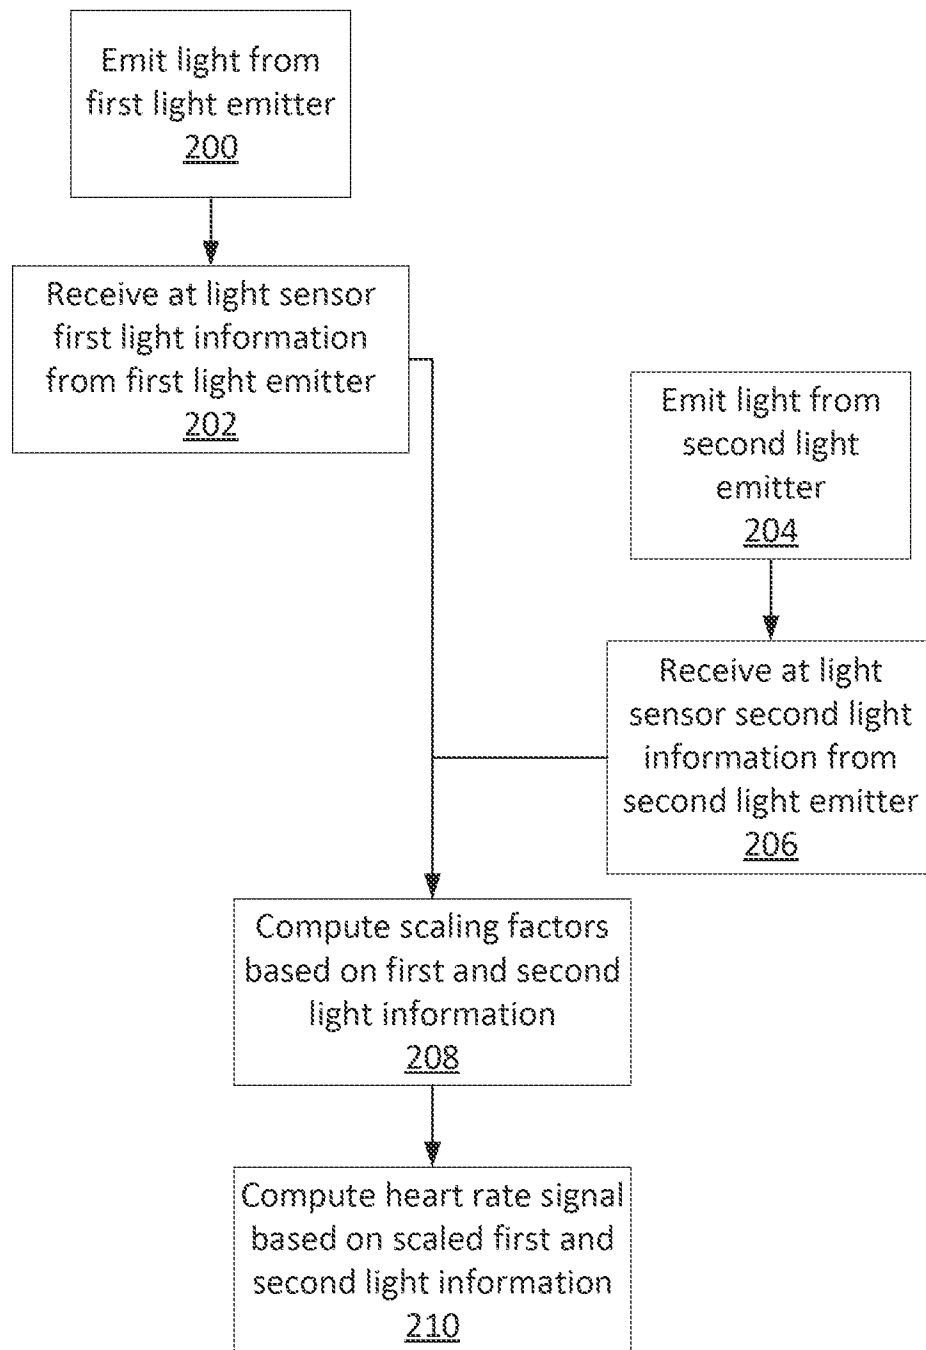 Emit light from
first light emitter
200
Receive at light sensor
first light information
from first light emitter
202
Emit light from
second light
emitter
204
Receive at light
sensor second light
information from
second light emitter
206
Compute scaling factors
based on first and second
light information
208
Compute heart rate signal
based on scaled first and
second light information
210